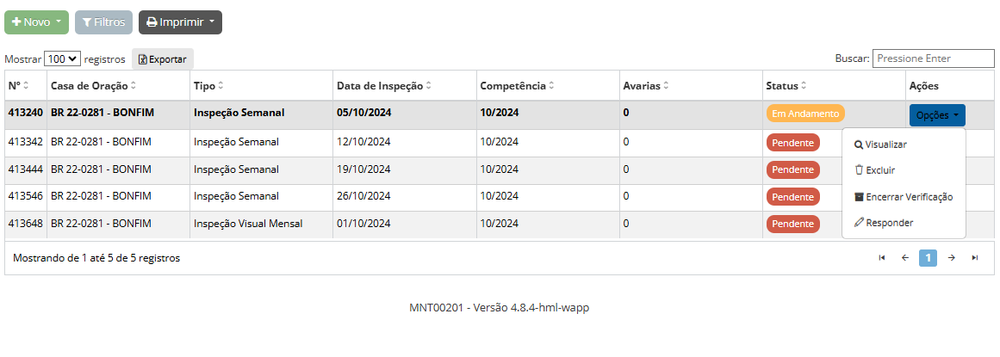 Novo Filtros Imprimir
Mostrar 100 registros Exportar Buscar: Pressione Enter
Nº Casa de Oração Tipo Data de Inspeção Competência Avarias Status Ações
413240 BR 22-0281 - BONFIM Inspeção Semanal 05/10/2024 10/2024 0 Em Andamento Opções
413342 BR 22-0281 - BONFIM Inspeção Semanal 12/10/2024 10/2024 0 Pendente Visualizar
413444 BR 22-0281 - BONFIM Inspeção Semanal 19/10/2024 10/2024 0 Pendente Excluir
413546 BR 22-0281 - BONFIM Inspeção Semanal 26/10/2024 10/2024 0 Pendente Encerrar Verificação
413648 BR 22-0281 - BONFIM Inspeção Visual Mensal 01/10/2024 10/2024 0 Pendente Responder
Mostrando de 1 até 5 de 5 registros 1
MNT00201 - Versão 4.8.4-hml-wapp